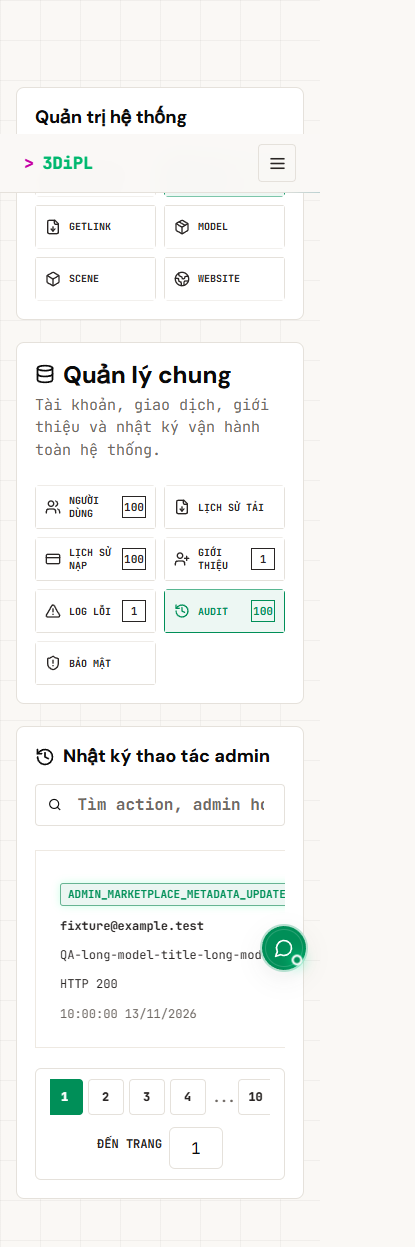 Quản trị hệ thống
> 3DiPL
GETLINK
MODEL
SCENE
WEBSITE
Quản lý chung
Tài khoản, giao dịch, giới
thiệu và nhật ký vận hành
toàn hệ thống.
NGƯỜI
DÙNG
100
LỊCH SỬ TẢI
LỊCH SỬ
NẠP
100
GIỚI
THIỆU
1
LOG LỖI
1
AUDIT
100
BẢO MẬT
Nhật ký thao tác admin
Tìm action, admin hơ
ADMIN_MARKETPLACE_METADATA_UPDATE
fixture@example.test
QA-long-model-title-long-mod
HTTP 200
10:00:00 13/11/2026
1
2
3
4
...
10
ĐẾN TRANG
1